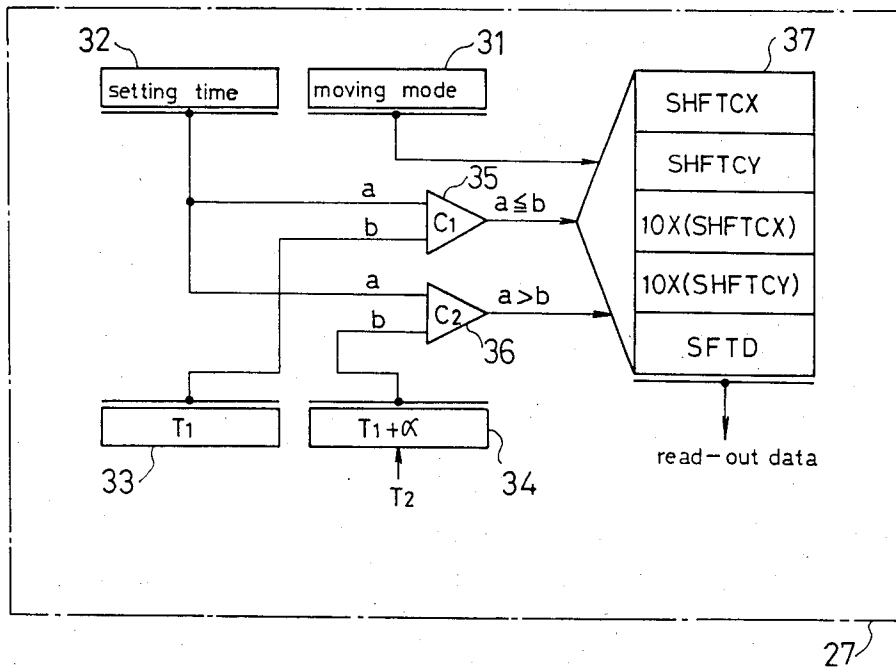 32
31
37
setting time
moving mode
SHFTCX
SHFTCY
10X(SHFTCX)
10X(SHFTCY)
SFTD
35
a
b
C1
a≦b
a
b
C2
a>b
36
T1
T1+α
33
34
T2
read-out data
27